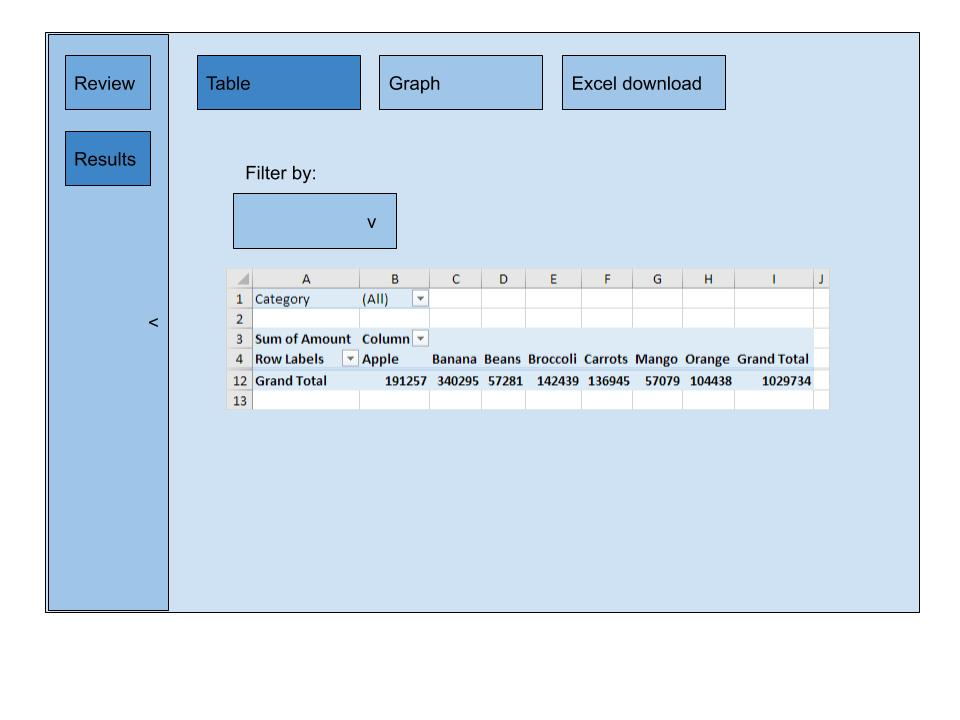 Review
Results
<
Table Graph Excel download
Filter by:
v
A B C D E F G H I J
1 Category (All)
2
3 Sum of Amount Column
4 Row Labels Apple Banana Beans Broccoli Carrots Mango Orange Grand Total
12 Grand Total 191257 340295 57281 142439 136945 57079 104438 1029734
13